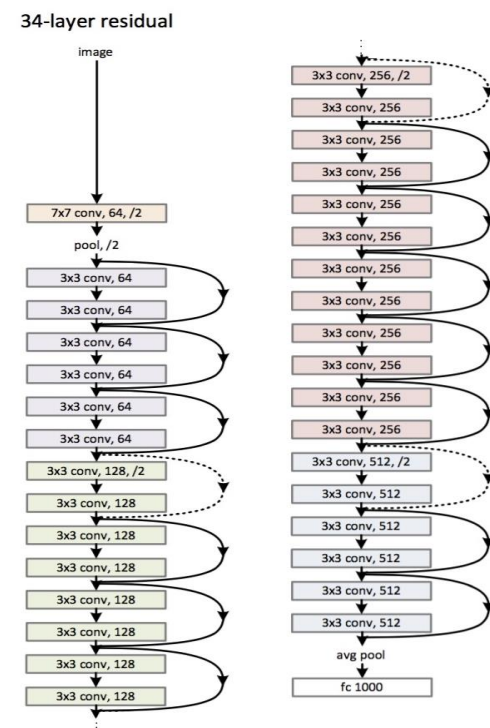 34-layer residual
image
7x7 conv, 64, /2
pool, /2
3x3 conv, 64
3x3 conv, 64
3x3 conv, 64
3x3 conv, 64
3x3 conv, 64
3x3 conv, 64
3x3 conv, 128, /2
3x3 conv, 128
3x3 conv, 128
3x3 conv, 128
3x3 conv, 128
3x3 conv, 128
3x3 conv, 128
3x3 conv, 128
3x3 conv, 256, /2
3x3 conv, 256
3x3 conv, 256
3x3 conv, 256
3x3 conv, 256
3x3 conv, 256
3x3 conv, 256
3x3 conv, 256
3x3 conv, 256
3x3 conv, 256
3x3 conv, 256
3x3 conv, 256
3x3 conv, 512, /2
3x3 conv, 512
3x3 conv, 512
3x3 conv, 512
3x3 conv, 512
3x3 conv, 512
avg pool
fc 1000